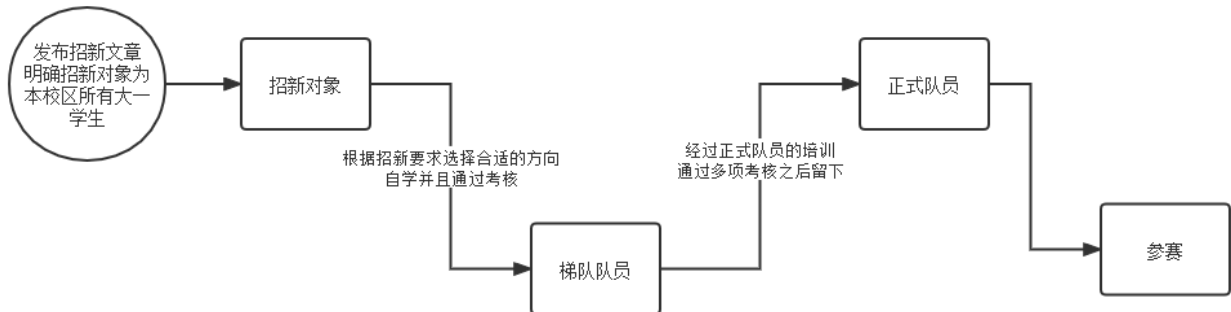 发布招新文章
明确招新对象为
本校区所有大一
学生
招新对象
根据招新要求选择合适的方向
自学并且通过考核
梯队队员
经过正式队员的培训
通过多项考核之后留下
正式队员
参赛